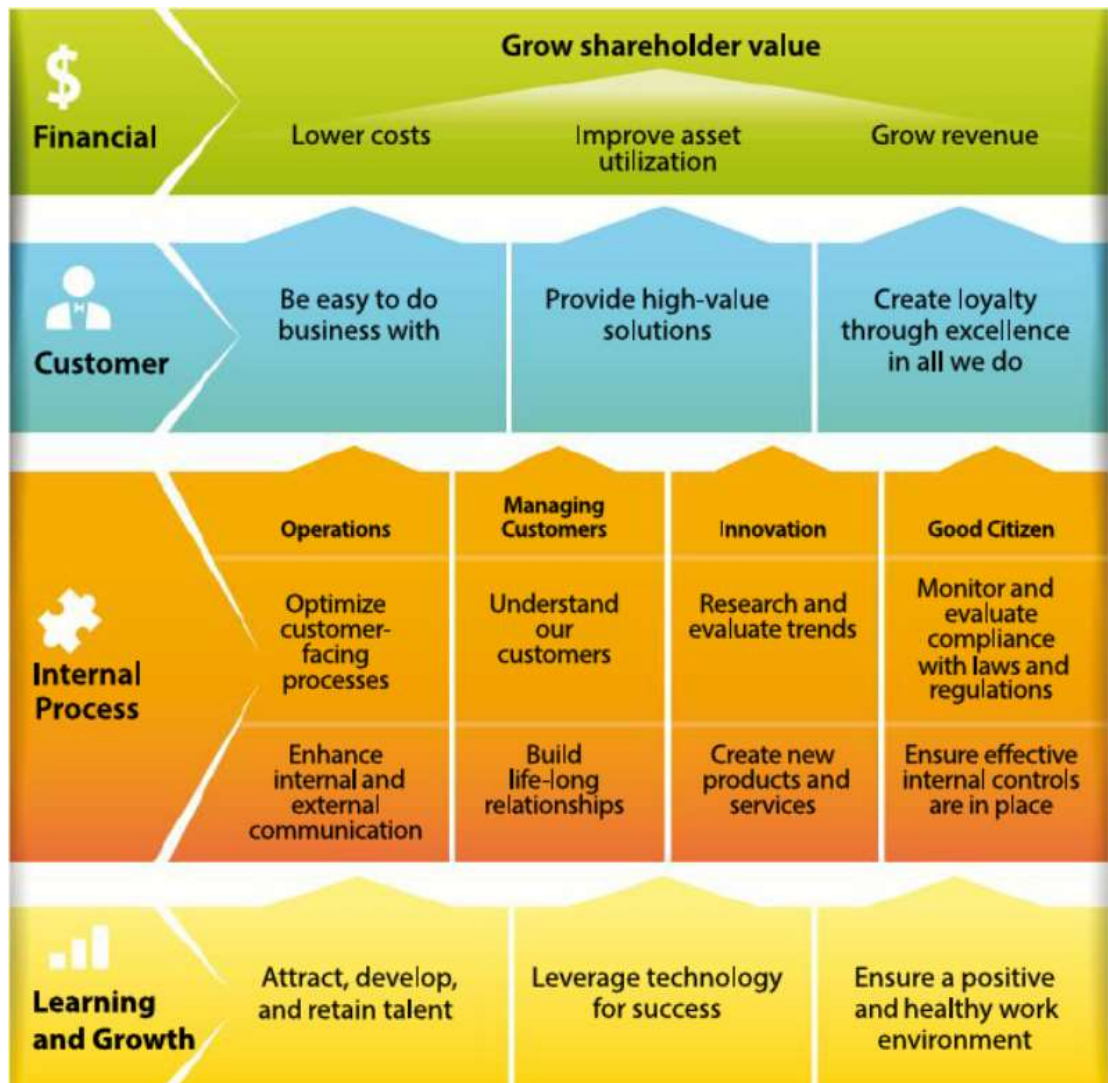 $
Financial
Grow shareholder value
Lower costs
Improve asset
utilization
Grow revenue
Customer
Be easy to do
business with
Provide high-value
solutions
Create loyalty
through excellence
in all we do
Internal
Process
Operations
Optimize
customer-
facing
processes
Enhance
internal and
external
communication
Managing
Customers
Understand
our
customers
Build
life-long
relationships
Innovation
Research and
evaluate trends
Create new
products and
services
Good Citizen
Monitor and
evaluate
compliance
with laws and
regulations
Ensure effective
internal controls
are in place
Learning
and Growth
Attract, develop,
and retain talent
Leverage technology
for success
Ensure a positive
and healthy work
environment